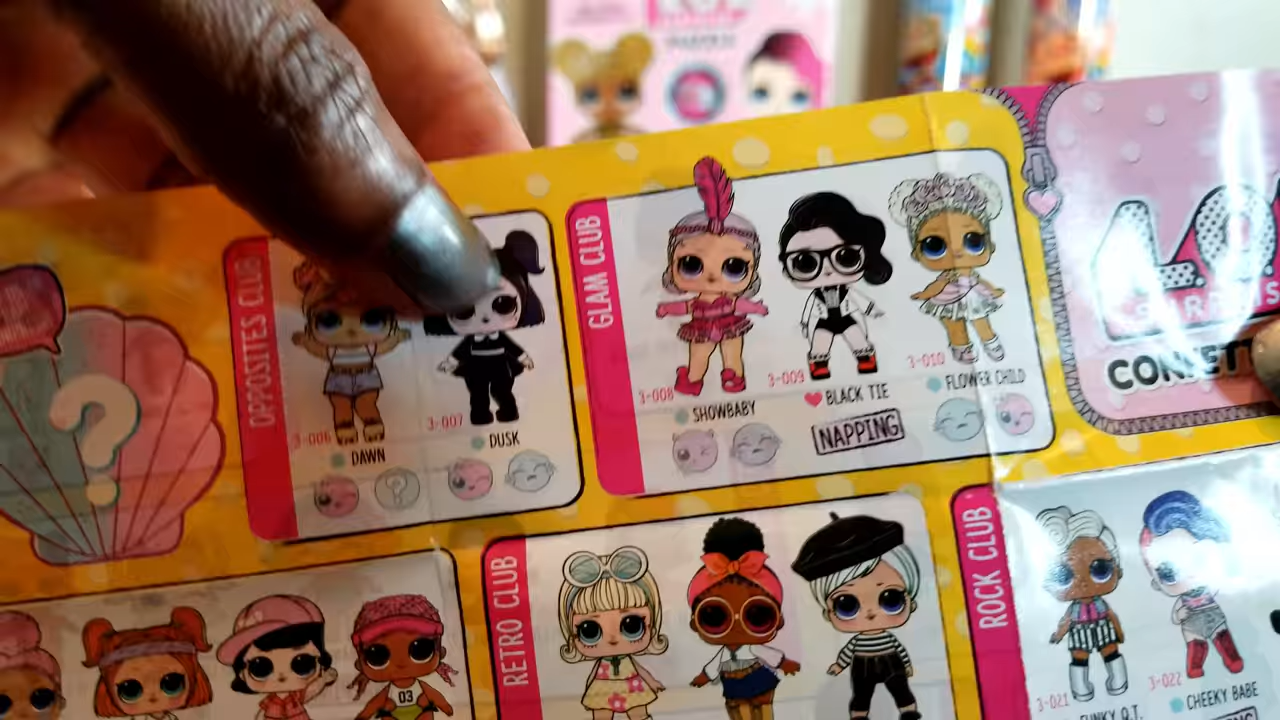 OPPOSITES CLUB
3-006
DAWN
3-007
DUSK
GLAM CLUB
3-008
SHOWBABY
3-009
BLACK TIE
NAPPING
3-010
FLOWER CHILD
RETRO CLUB
03
ROCK CLUB
3-021
FUNKY Q.T.
3-022
CHEEKY BABE